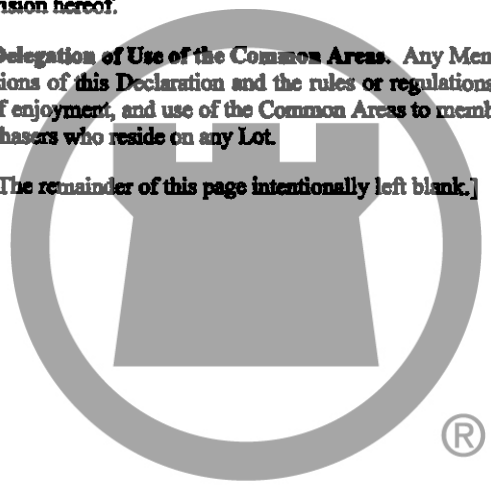 ision hereof.
Delegation of Use of the Common Areas. Any Mem
ions of this Declaration and the rules or regulations
f enjoyment, and use of the Common Areas to memb
hasers who reside on any Lot.
The remainder of this page intentionally left blank.]
®